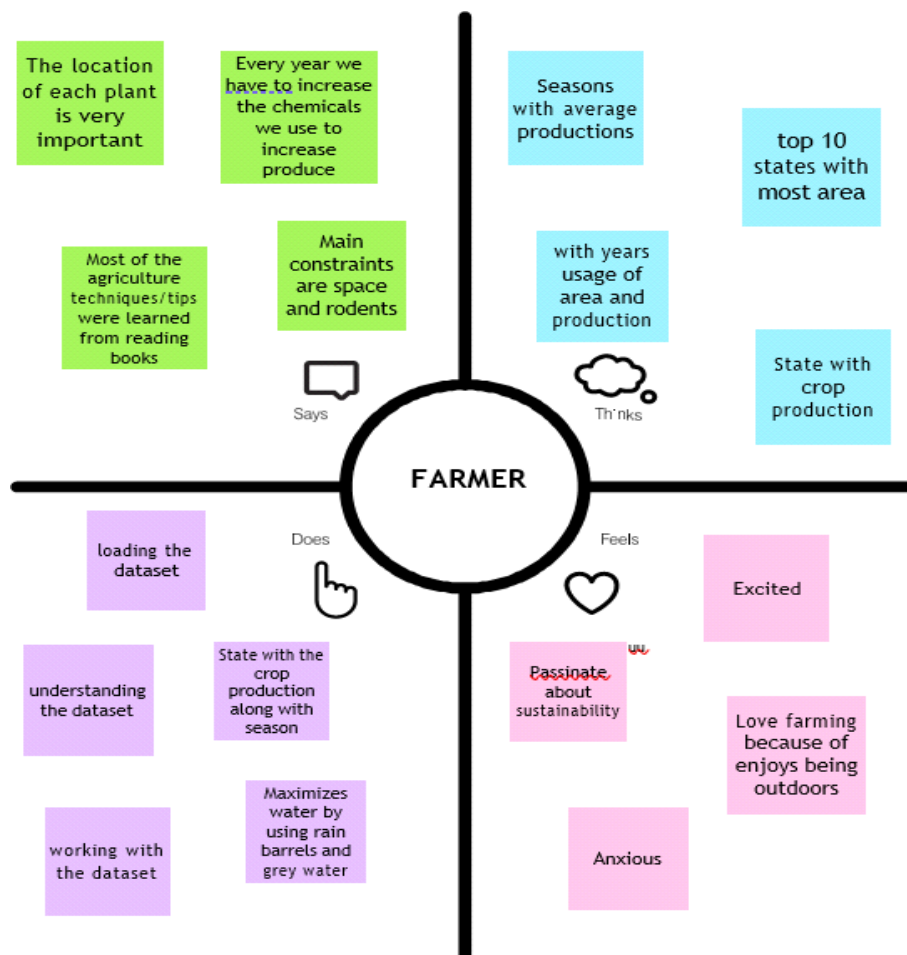 The location
of each plant
is very
important
Every year we
have to increase
the chemicals
we use to
increase
produce
Most of the
agriculture
techniques/tips
were learned
from reading
books
Main
constraints
are space
and rodents
Says
Seasons
with average
productions
top 10
states with
most area
with years
usage of
area and
production
State with
crop
production
Thinks
FARMER
Does
loading the
dataset
understanding
the dataset
State with the
crop
production
along with
season
working with
the dataset
Maximizes
water by
using rain
barrels and
grey water
Feels
Excited
uu
Passinate
about
sustainability
Love farming
because of
enjoys being
outdoors
Anxious